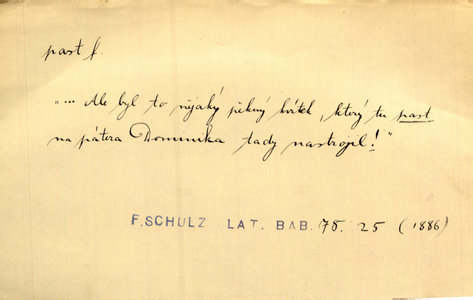 past f.
"... Ale byl to nějaký pěkný kvítek, který tu past
na pátera Dominika tady nastrojil!"
F. SCHULZ LAT. BAB. 78. 25 (1886)